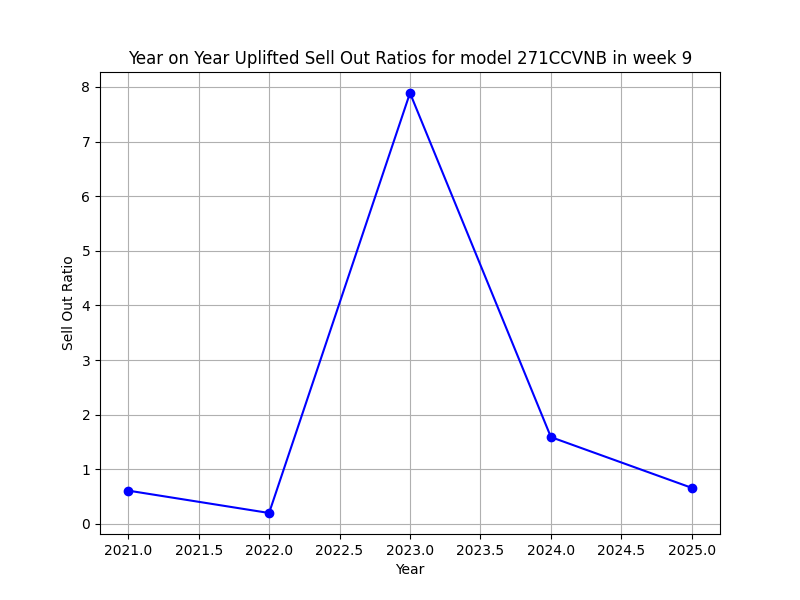 Year on Year Uplifted Sell Out Ratios for model 271CCVNB in week 9
8
7
6
5
4
3
2
1
0
Sell Out Ratio
2021.0 2021.5 2022.0 2022.5 2023.0 2023.5 2024.0 2024.5 2025.0
Year